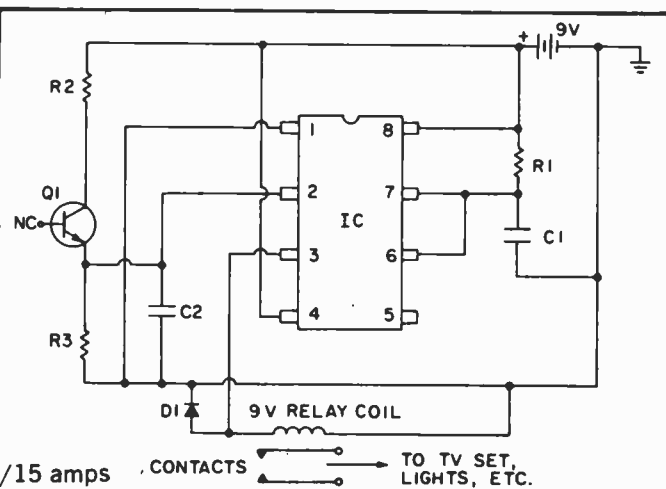 + 9V
R2
1 8
R1
Q1
2 7
NC
IC
C1
3 6
C2
R3
4 5
D1 9V RELAY COIL
/15 amps
CONTACTS TO TV SET,
LIGHTS, ETC.